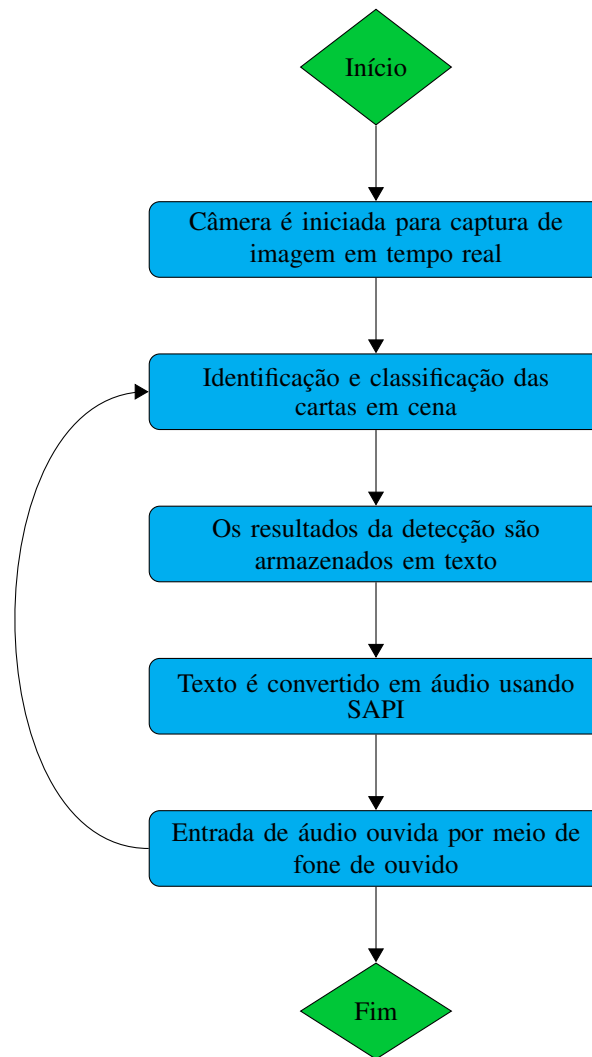 Início
Câmera é iniciada para captura de
imagem em tempo real
Identificação e classificação das
cartas em cena
Os resultados da detecção são
armazenados em texto
Texto é convertido em áudio usando
SAPI
Entrada de áudio ouvida por meio de
fone de ouvido
Fim